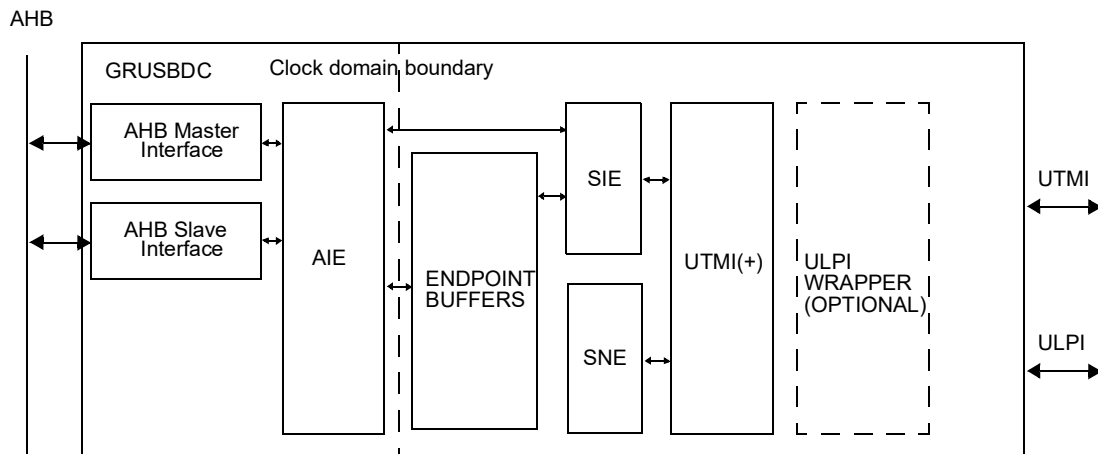 AHB
GRUSBDC
Clock domain boundary
AHB Master
Interface
AHB Slave
Interface
AIE
ENDPOINT
BUFFERS
SIE
SNE
UTMI(+)
ULPI
WRAPPER
(OPTIONAL)
UTMI
ULPI